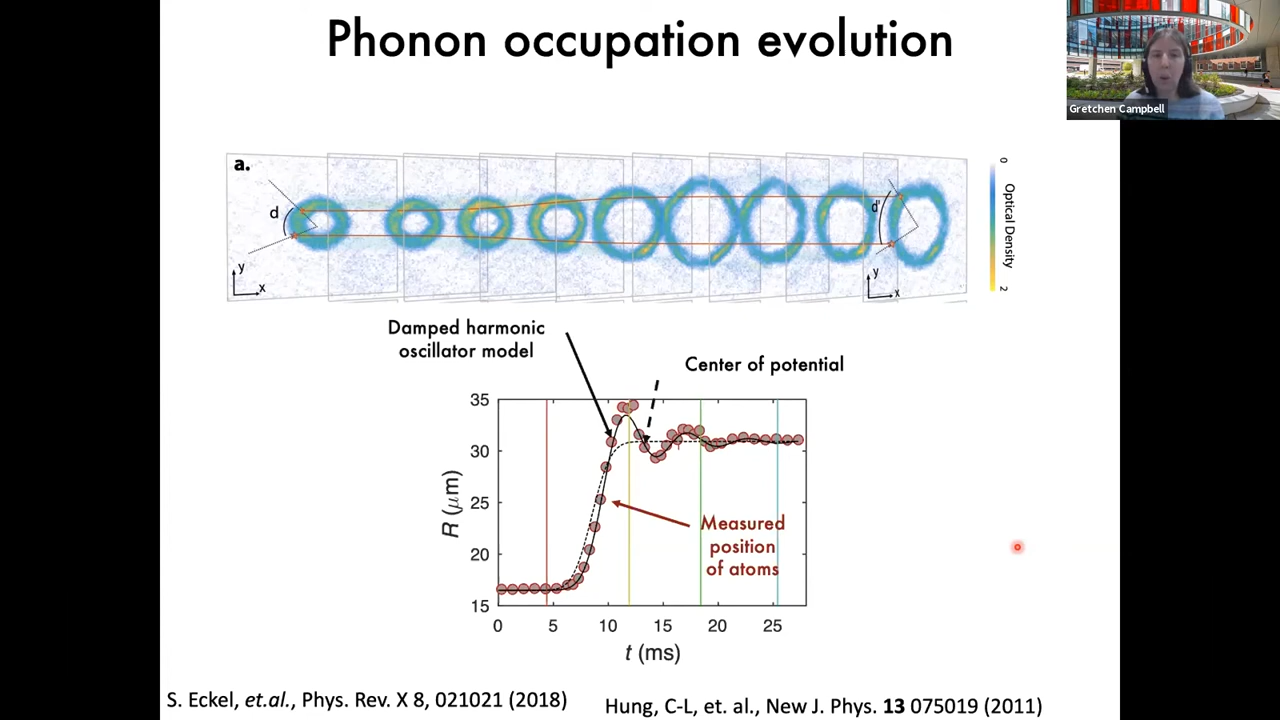 Phonon occupation evolution
Gretchen Campbell
a.
d
y
x
d'
y
x
0
Optical Density
2
Damped harmonic
oscillator model
Center of potential
35
30
25
20
15
R (μm)
Measured
position
of atoms
0 5 10 15 20 25
t (ms)
S. Eckel, et.al., Phys. Rev. X 8, 021021 (2018)
Hung, C-L, et. al., New J. Phys. 13 075019 (2011)